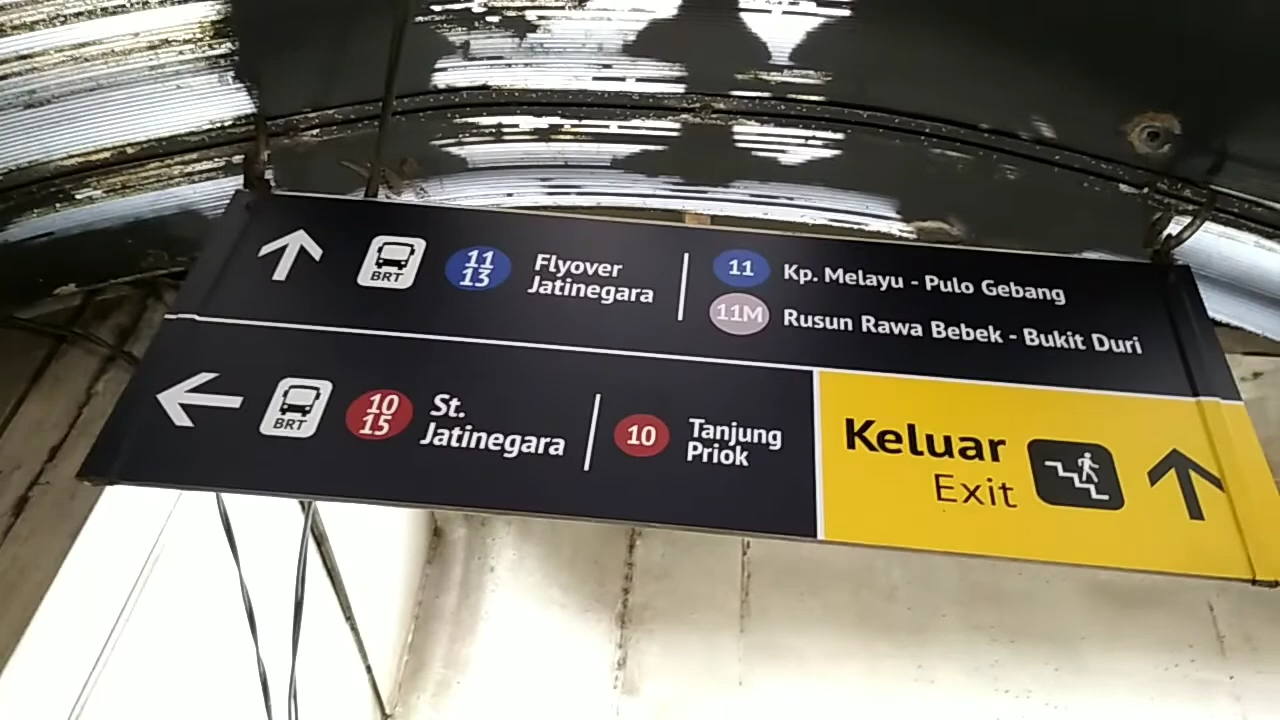 BRT
11
13
Flyover
Jatinegara
11 Kp. Melayu - Pulo Gebang
11M Rusun Rawa Bebek - Bukit Duri
BRT
10
15
St.
Jatinegara
10
Tanjung
Priok
Keluar
Exit